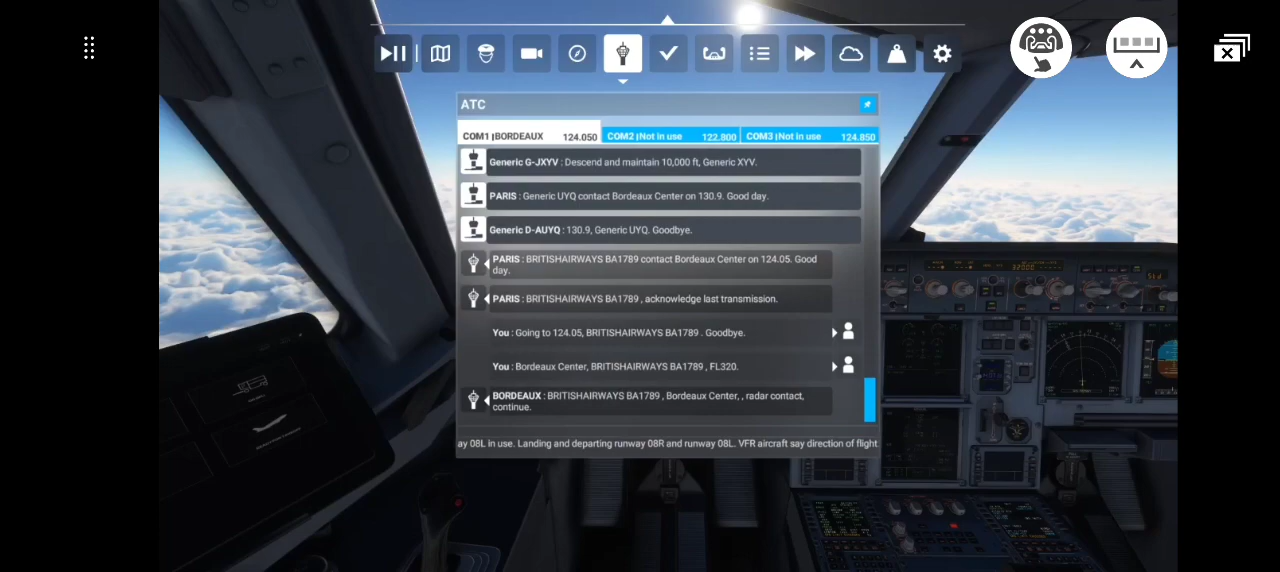 ATC
COM1 |BORDEAUX 124.050 COM2 |Not in use 122.800 COM3 |Not in use 124.850
Generic G-JXYV : Descend and maintain 10,000 ft, Generic XYV.
PARIS : Generic UYQ contact Bordeaux Center on 130.9. Good day.
Generic D-AUYQ : 130.9, Generic UYQ. Goodbye.
PARIS : BRITISHAIRWAYS BA1789 contact Bordeaux Center on 124.05. Good
day.
PARIS : BRITISHAIRWAYS BA1789 , acknowledge last transmission.
You : Going to 124.05, BRITISHAIRWAYS BA1789 . Goodbye.
You : Bordeaux Center, BRITISHAIRWAYS BA1789 , FL320.
BORDEAUX : BRITISHAIRWAYS BA1789 , Bordeaux Center, , radar contact,
continue.
ay 08L in use. Landing and departing runway 08R and runway 08L. VFR aircraft say direction of flight
32000